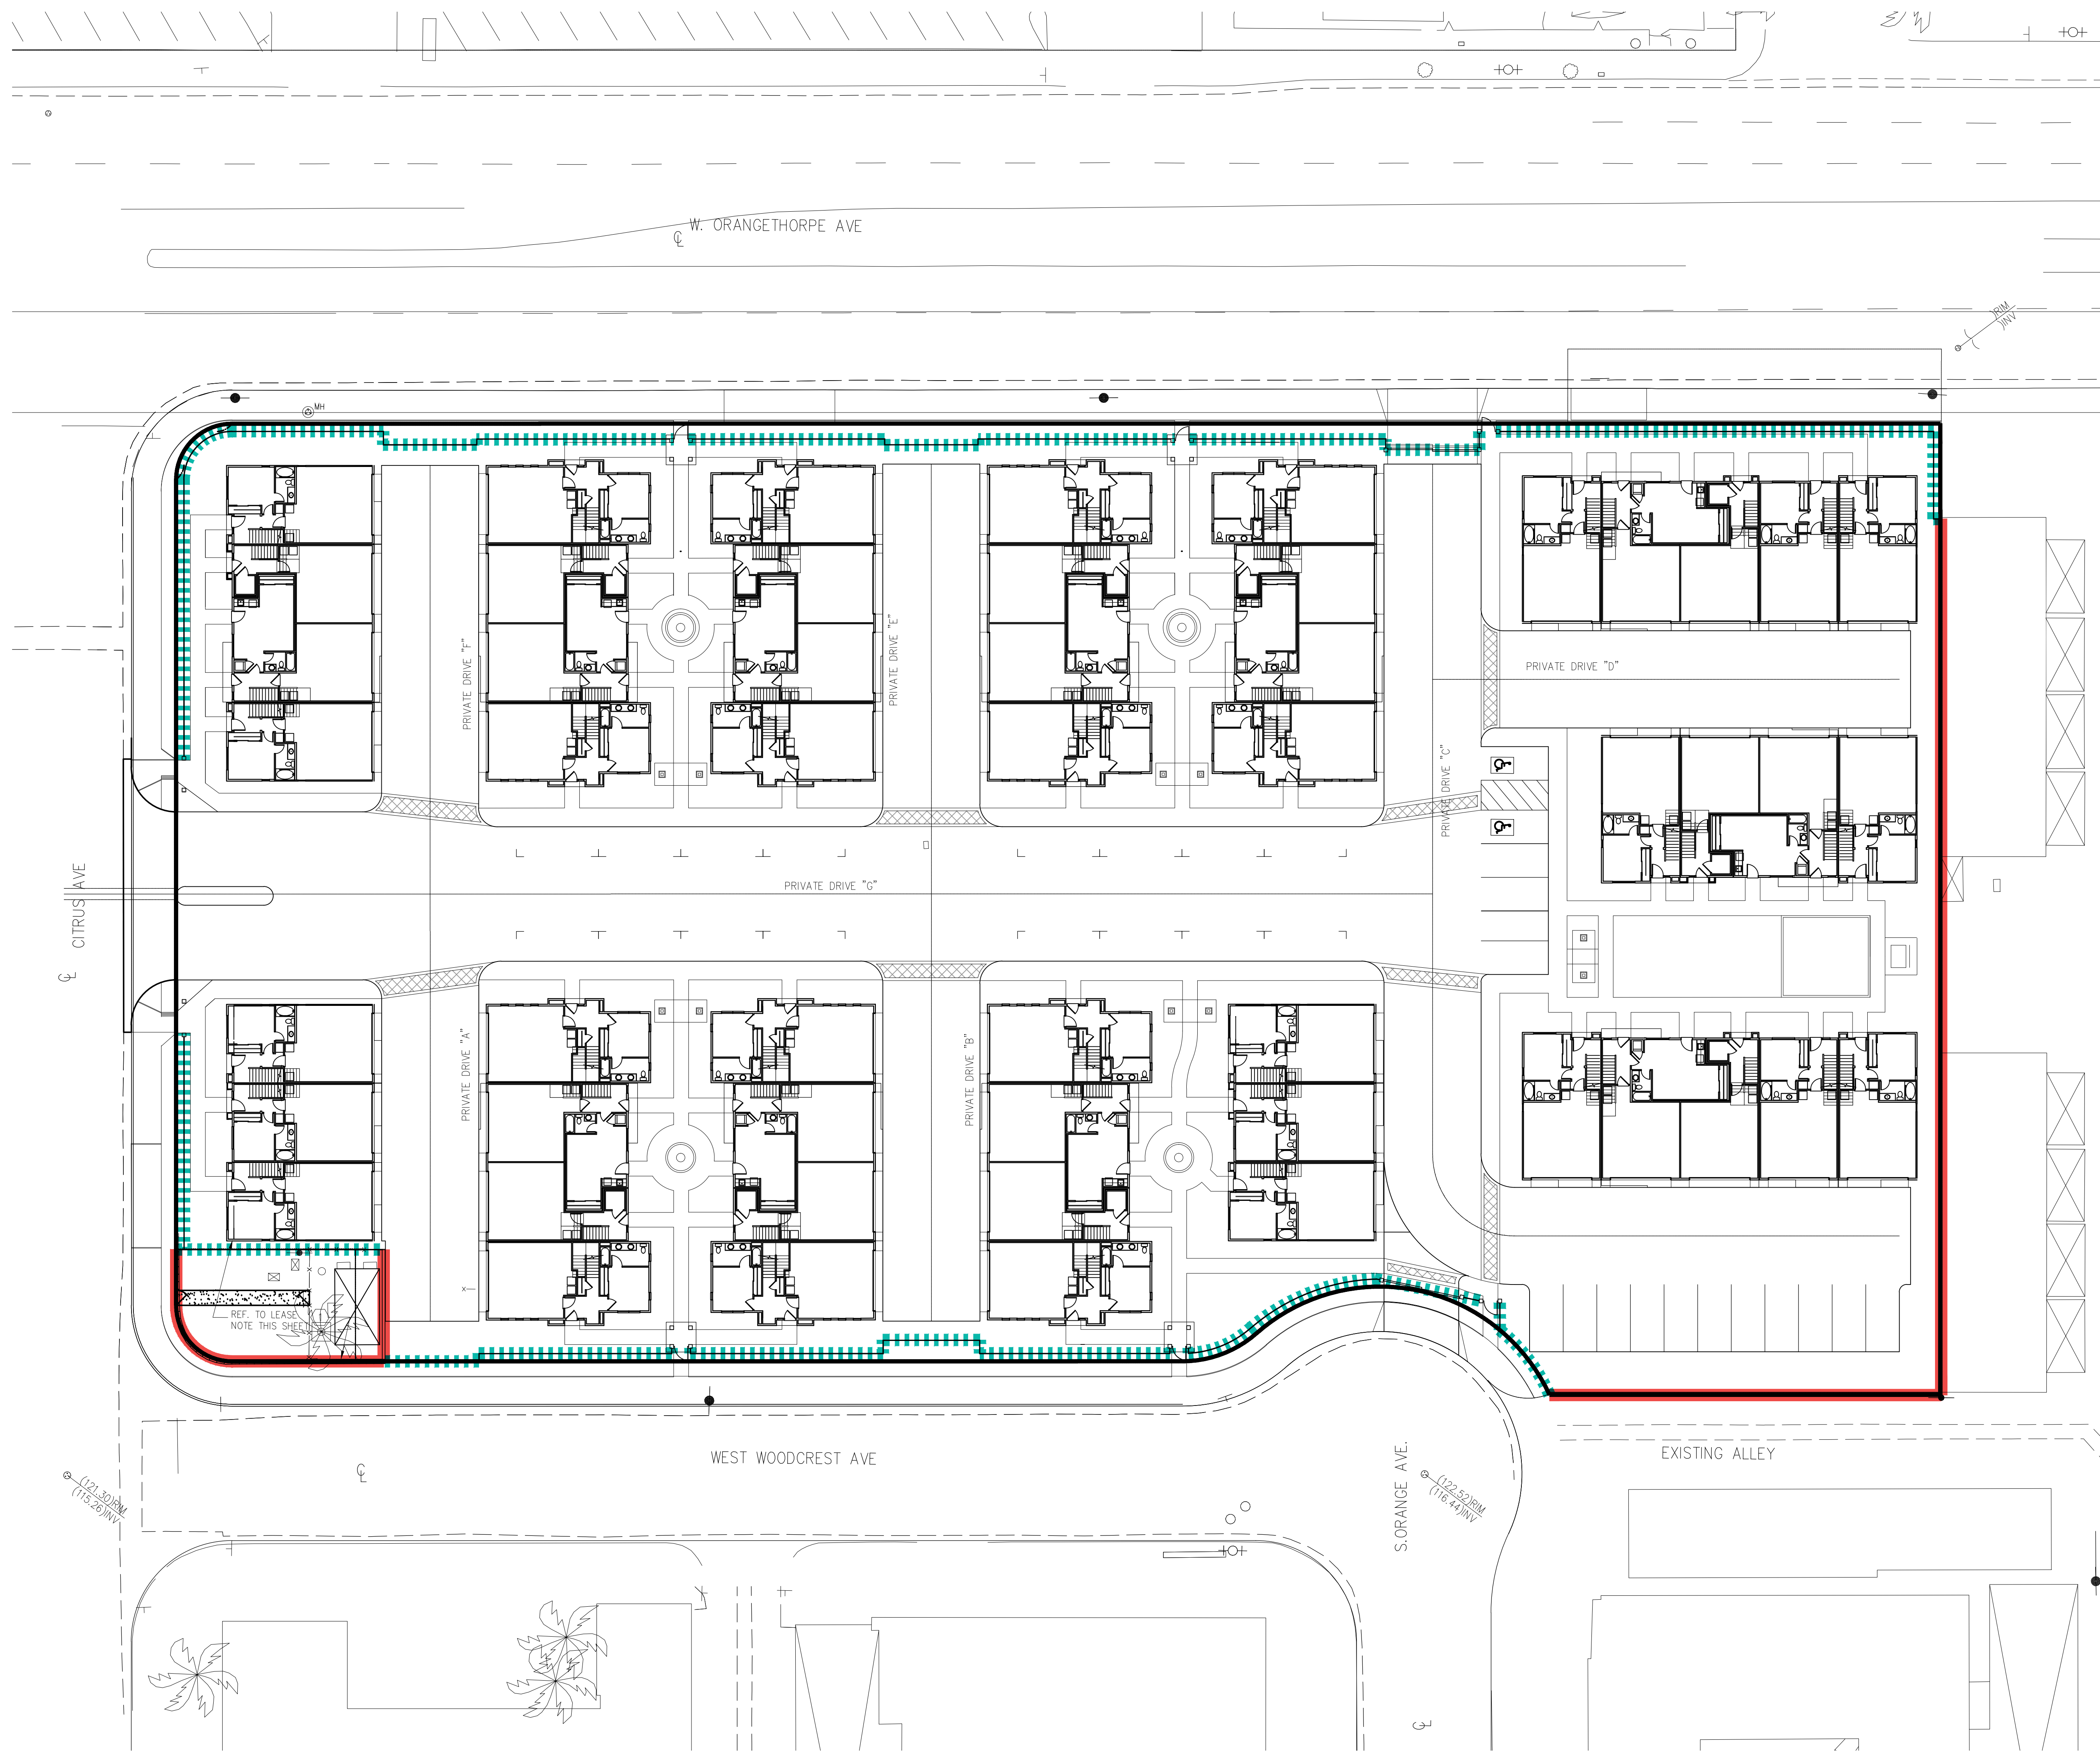 W. ORANGETHORPE AVE
)RIM
)INV
MH
PRIVATE DRIVE "F"
PRIVATE DRIVE "E"
PRIVATE DRIVE "D"
PRIVATE DRIVE "C"
PRIVATE DRIVE "G"
CITRUS AVE
PRIVATE DRIVE "A"
PRIVATE DRIVE "B"
REF. TO LEASE
NOTE THIS SHEET
WEST WOODCREST AVE
EXISTING ALLEY
S.ORANGE AVE.
(121.30)RIM
(115.26)INV
(122.52)RIM
(116.44)INV